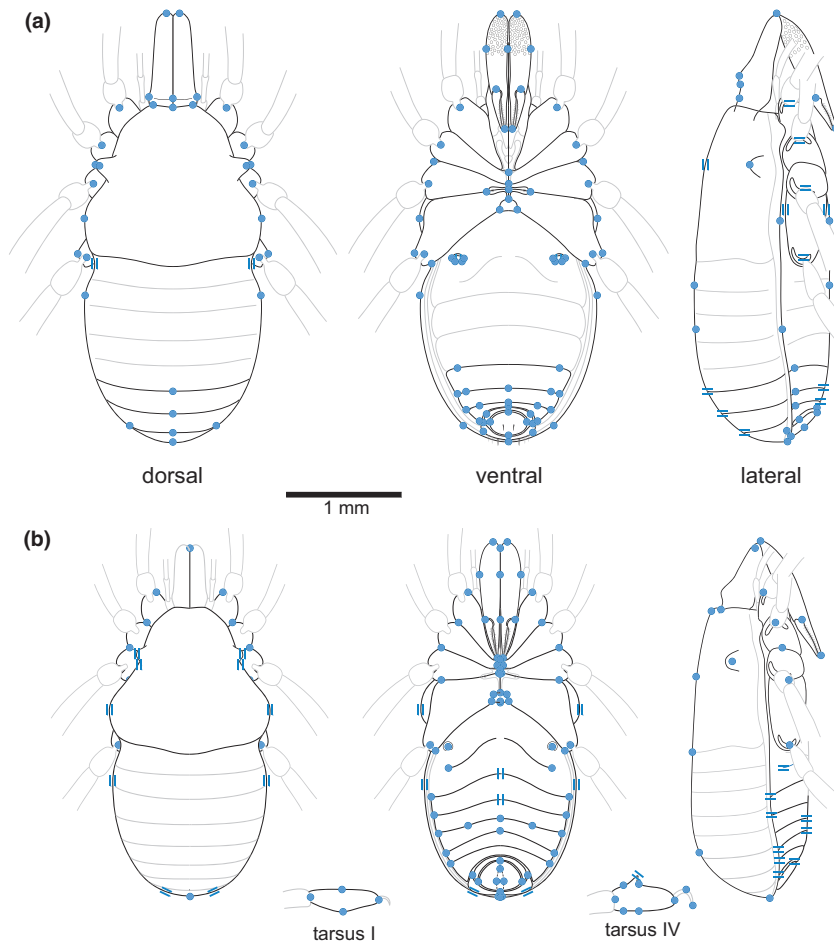 (a)
dorsal
ventral
lateral
1 mm
(b)
tarsus I
tarsus IV